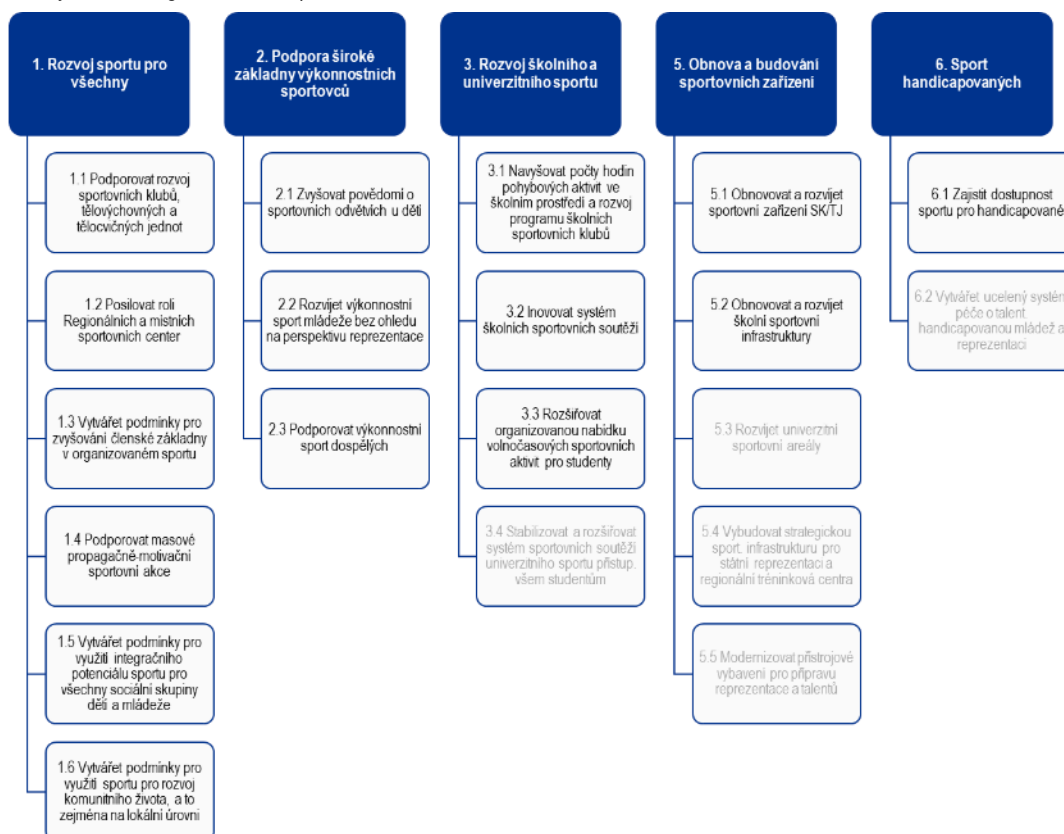 1. Rozvoj sportu pro
všechny
1.1 Podporovat rozvoj
sportovních klubů,
tělovýchovných a
tělocvičných jednot
1.2 Posilovat roli
Regionálních a místních
sportovních center
1.3 Vytvářet podmínky pro
zvyšování členské základny
v organizovaném sportu
1.4 Podporovat masové
propagačně-motivační
sportovní akce
1.5 Vytvářet podmínky pro
využití integračního
potenciálu sportu pro
všechny sociální skupiny
dětí a mládeže
1.6 Vytvářet podmínky pro
využití sportu pro rozvoj
komunitního života, a to
zejména na lokální úrovni
2. Podpora široké
základny výkonnostních
sportovců
2.1 Zvyšovat povědomí o
sportovních odvětvích u dětí
2.2 Rozvíjet výkonnostní
sport mládeže bez ohledu
na perspektivu reprezentace
2.3 Podporovat výkonnostní
sport dospělých
3. Rozvoj školního a
univerzitního sportu
3.1 Navyšovat počty hodin
pohybových aktivit ve
školním prostředí a rozvoj
programu školních
sportovních klubů
3.2 Inovovat systém
školních sportovních soutěží
3.3 Rozšiřovat
organizovanou nabídku
volnočasových sportovních
aktivit pro studenty
3.4 Stabilizovat a rozšiřovat
systém sportovních soutěží
univerzitního sportu přístup.
všem studentům
5. Obnova a budování
sportovních zařízení
5.1 Obnovovat a rozvíjet
sportovní zařízení SK/TJ
5.2 Obnovovat a rozvíjet
školní sportovní
infrastruktury
5.3 Rozvíjet univerzitní
sportovní areály
5.4 Vybudovat strategickou
sport. infrastrukturu pro
státní reprezentaci a
regionální tréninková centra
5.5 Modernizovat přístrojové
vybavení pro přípravu
reprezentace a talentů
6. Sport
handicapovaných
6.1 Zajistit dostupnost
sportu pro handicapované
6.2 Vytvářet ucelený systém
péče o talent.
handicapovanou mládež a
reprezentaci